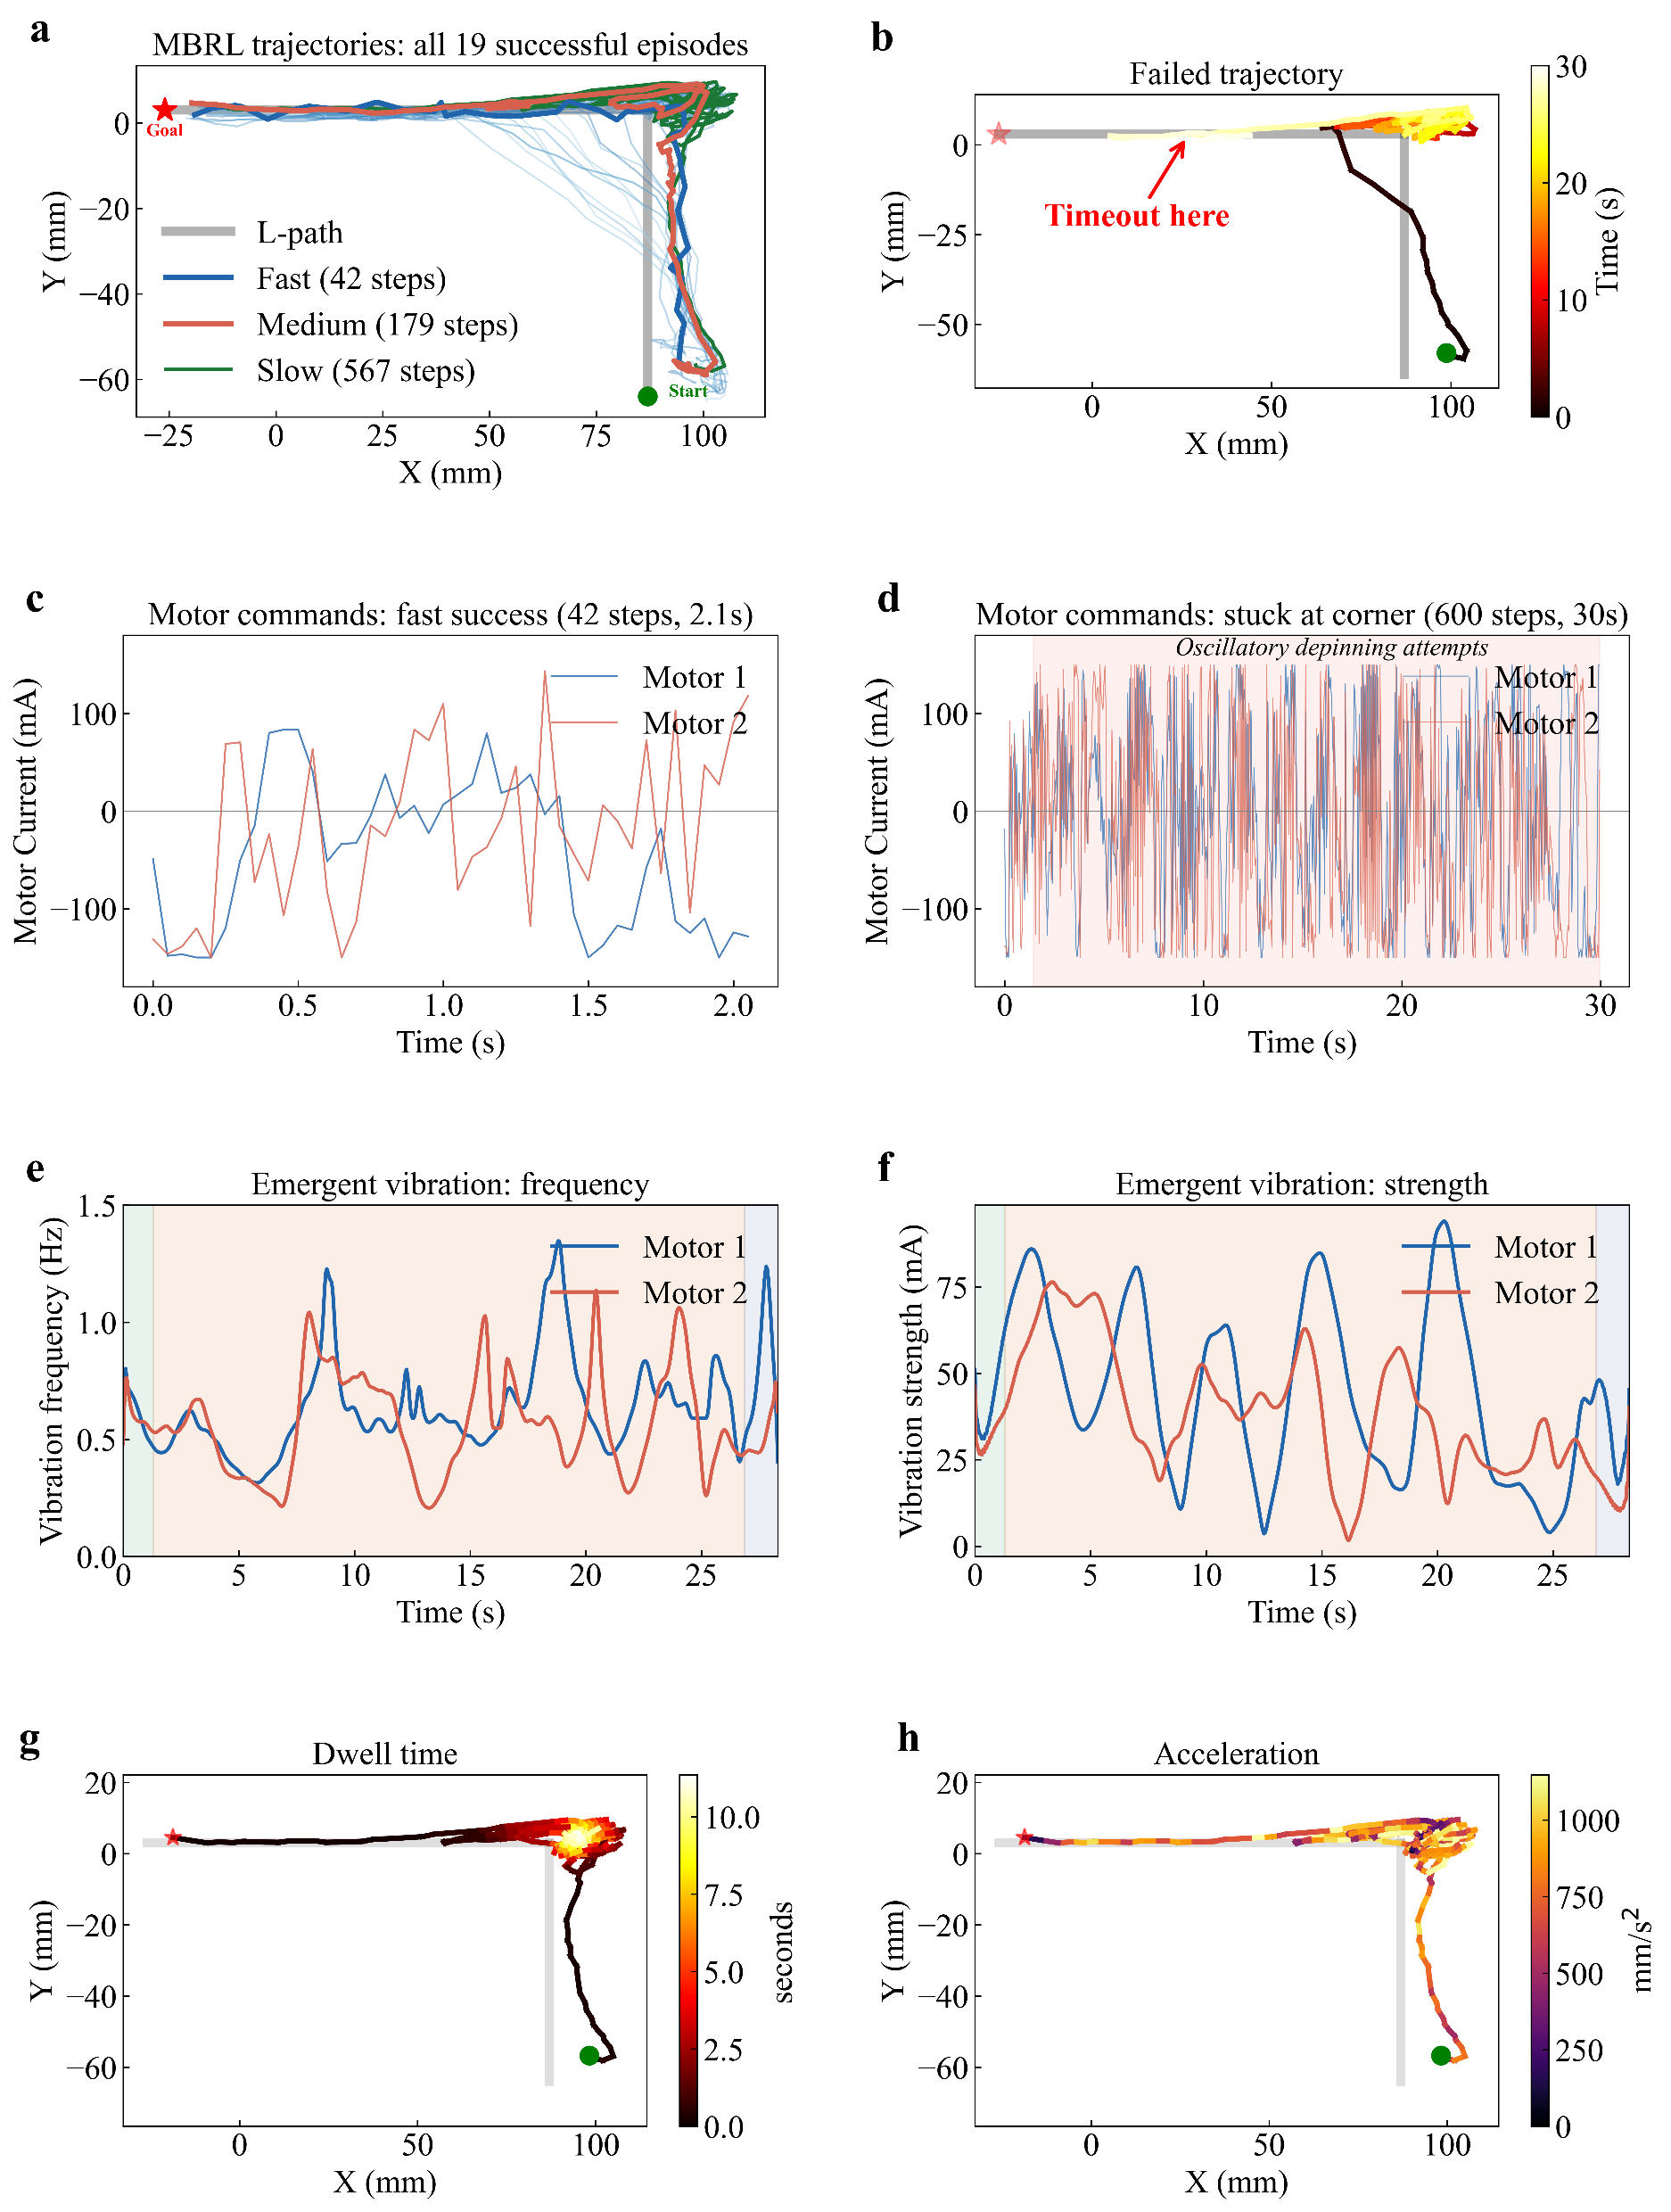 a
MBRL trajectories: all 19 successful episodes
Goal
L-path
Fast (42 steps)
Medium (179 steps)
Slow (567 steps)
Start
0
−20
−40
−60
Y (mm)
−25 0 25 50 75 100
X (mm)
b
Failed trajectory
Timeout here
0
−25
−50
Y (mm)
0 50 100
X (mm)
30
20
10
0
Time (s)
c
Motor commands: fast success (42 steps, 2.1s)
Motor 1
Motor 2
100
0
−100
Motor Current (mA)
0.0 0.5 1.0 1.5 2.0
Time (s)
d
Motor commands: stuck at corner (600 steps, 30s)
Oscillatory depinning attempts
Motor 1
Motor 2
100
0
−100
Motor Current (mA)
0 10 20 30
Time (s)
e
Emergent vibration: frequency
Motor 1
Motor 2
1.5
1.0
0.5
0.0
Vibration frequency (Hz)
0 5 10 15 20 25
Time (s)
f
Emergent vibration: strength
Motor 1
Motor 2
75
50
25
0
Vibration strength (mA)
0 5 10 15 20 25
Time (s)
g
Dwell time
20
0
−20
−40
−60
Y (mm)
0 50 100
X (mm)
10.0
7.5
5.0
2.5
0.0
seconds
h
Acceleration
20
0
−20
−40
−60
Y (mm)
0 50 100
X (mm)
1000
750
500
250
0
mm/s²